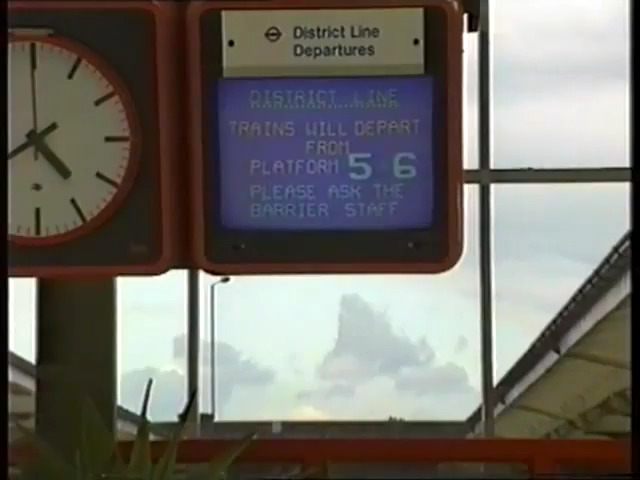 District Line
Departures
DISTRICT LINE
TRAINS WILL DEPART
FROM
PLATFORM 5 6
PLEASE ASK THE
BARRIER STAFF